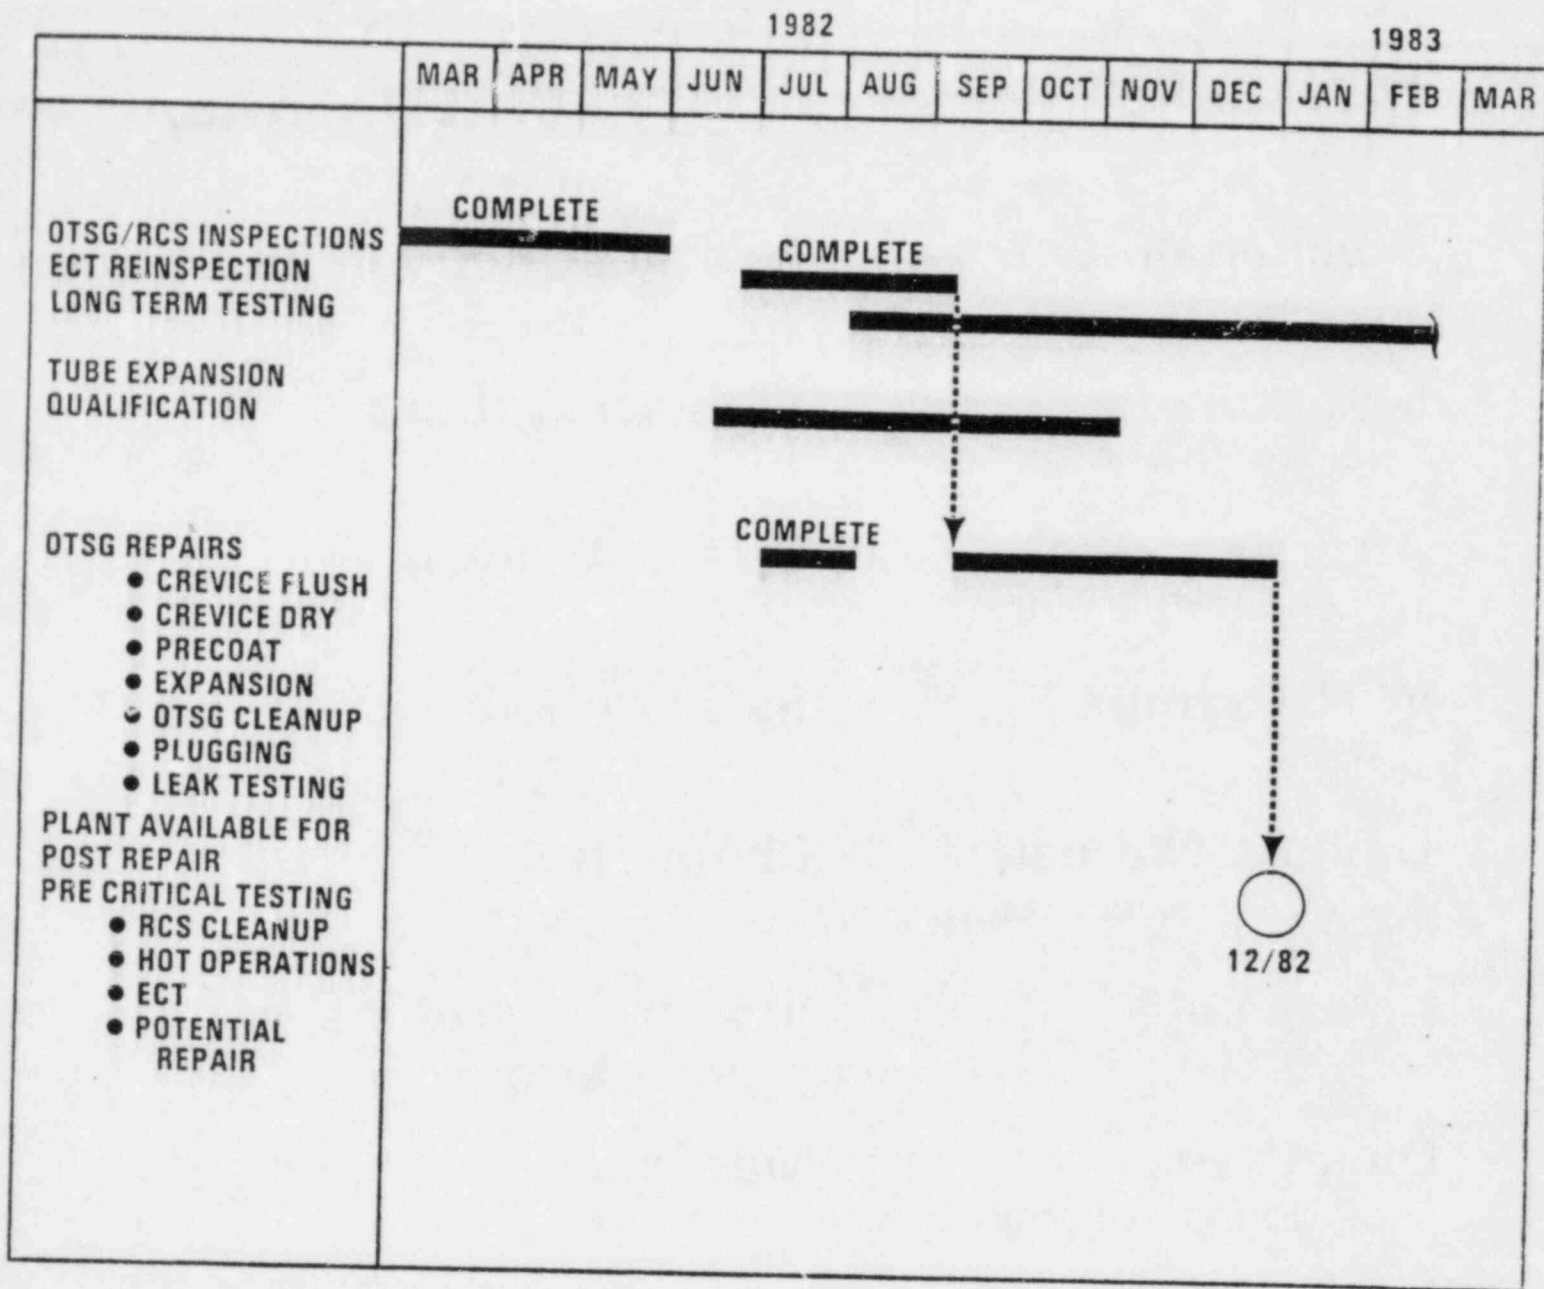 1982
1983
MAR APR MAY JUN JUL AUG SEP OCT NOV DEC JAN FEB MAR
COMPLETE
OTSG/RCS INSPECTIONS
COMPLETE
ECT REINSPECTION
LONG TERM TESTING
TUBE EXPANSION
QUALIFICATION
COMPLETE
OTSG REPAIRS
• CREVICE FLUSH
• CREVICE DRY
• PRECOAT
• EXPANSION
• OTSG CLEANUP
• PLUGGING
• LEAK TESTING
PLANT AVAILABLE FOR
POST REPAIR
PRE CRITICAL TESTING
• RCS CLEANUP
• HOT OPERATIONS
• ECT
• POTENTIAL
REPAIR
12/82